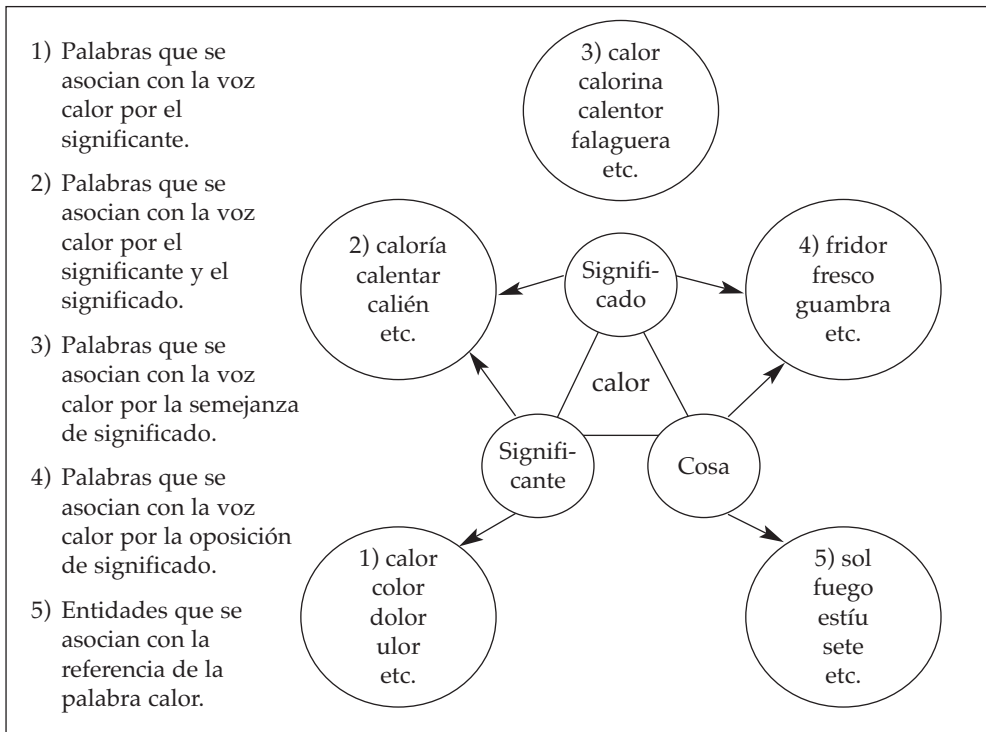 1) Palabras que se
asocian con la voz
calor por el
significante.
2) Palabras que se
asocian con la voz
calor por el
significante y el
significado.
3) Palabras que se
asocian con la voz
calor por la semejanza
de significado.
4) Palabras que se
asocian con la voz
calor por la oposición
de significado.
5) Entidades que se
asocian con la
referencia de la
palabra calor.
3) calor
calorina
calentor
falaguera
etc.
2) caloría
calentar
calién
etc.
Signifi-
cado
4) fridor
fresco
guambra
etc.
calor
Signifi-
cante
Cosa
1) calor
color
dolor
ulor
etc.
5) sol
fuego
estíu
sete
etc.